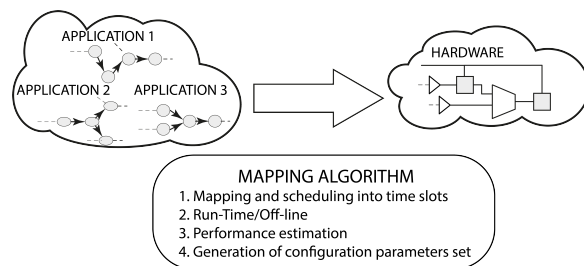 APPLICATION 1
APPLICATION 2
APPLICATION 3
HARDWARE
MAPPING ALGORITHM
1. Mapping and scheduling into time slots
2. Run-Time/Off-line
3. Performance estimation
4. Generation of configuration parameters set